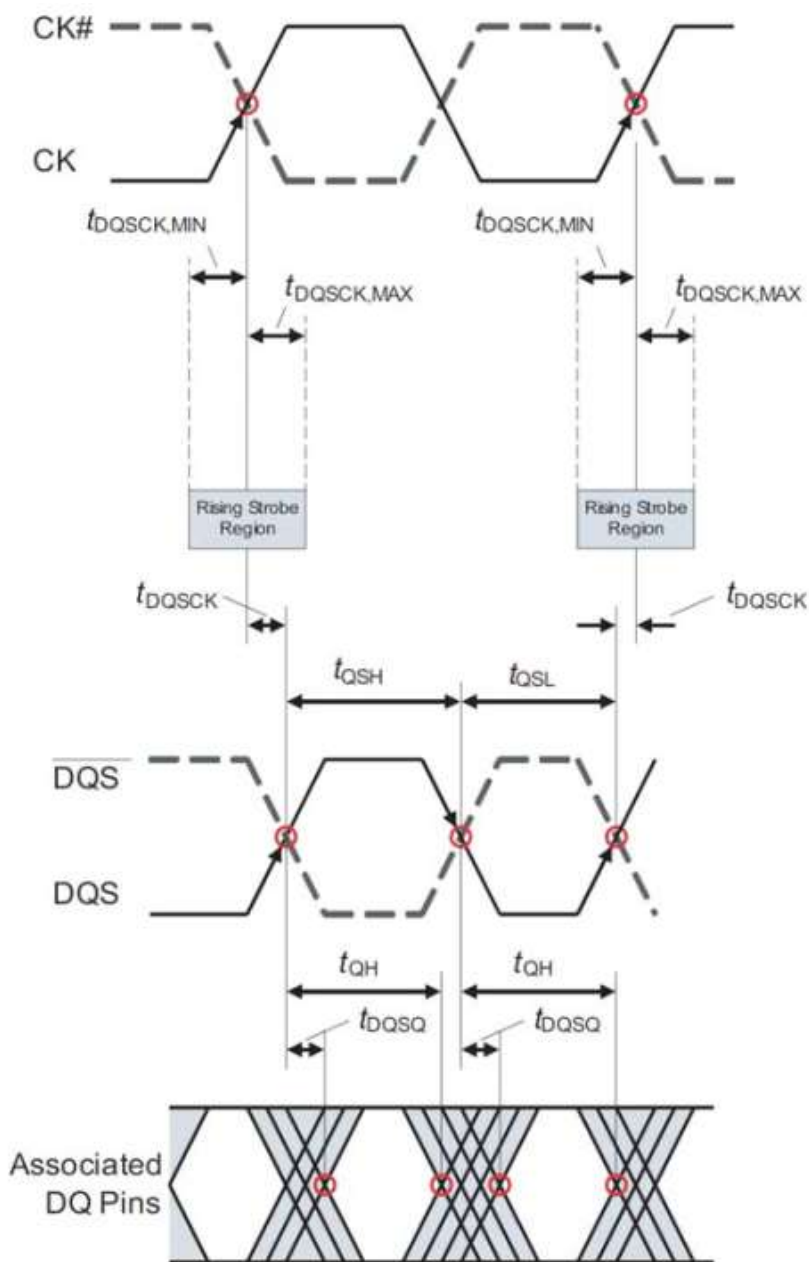 CK#
CK
tDQSCK,MIN
tDQSCK,MIN
tDQSCK,MAX
tDQSCK,MAX
Rising Strobe
Region
Rising Strobe
Region
tDQSCK
tDQSCK
tQSH
tQSL
DQS
DQS
tQH
tQH
tDQSQ
tDQSQ
Associated
DQ Pins